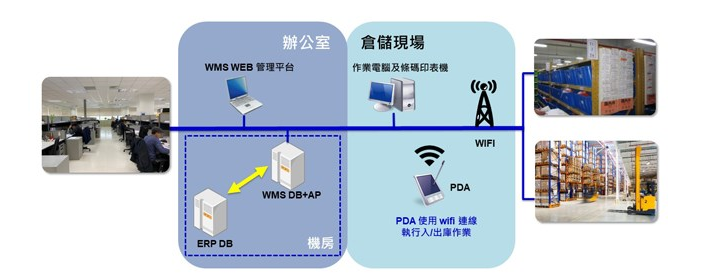 辦公室
倉儲現場
WMS WEB 管理平台
作業電腦及條碼印表機
WIFI
WMS DB+AP
PDA
ERP DB
機房
PDA 使用 wifi 連線
執行入/出庫作業